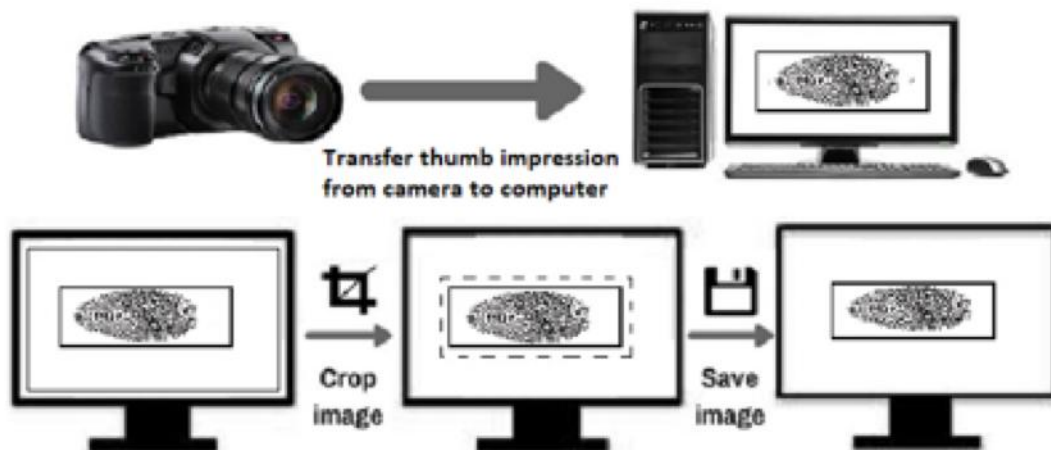 Transfer thumb impression
from camera to computer
Crop
image
Save
image